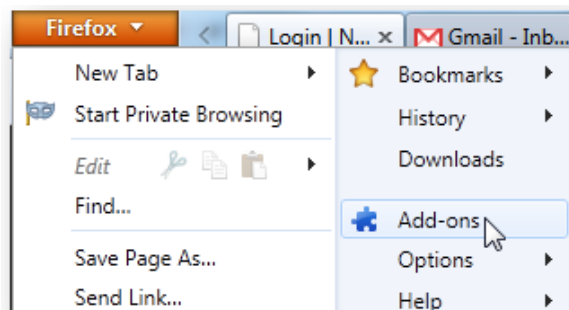 Firefox
Login | N...
Gmail - Inb...
New Tab
Start Private Browsing
Edit
Find...
Save Page As...
Send Link...
Bookmarks
History
Downloads
Add-ons
Options
Help